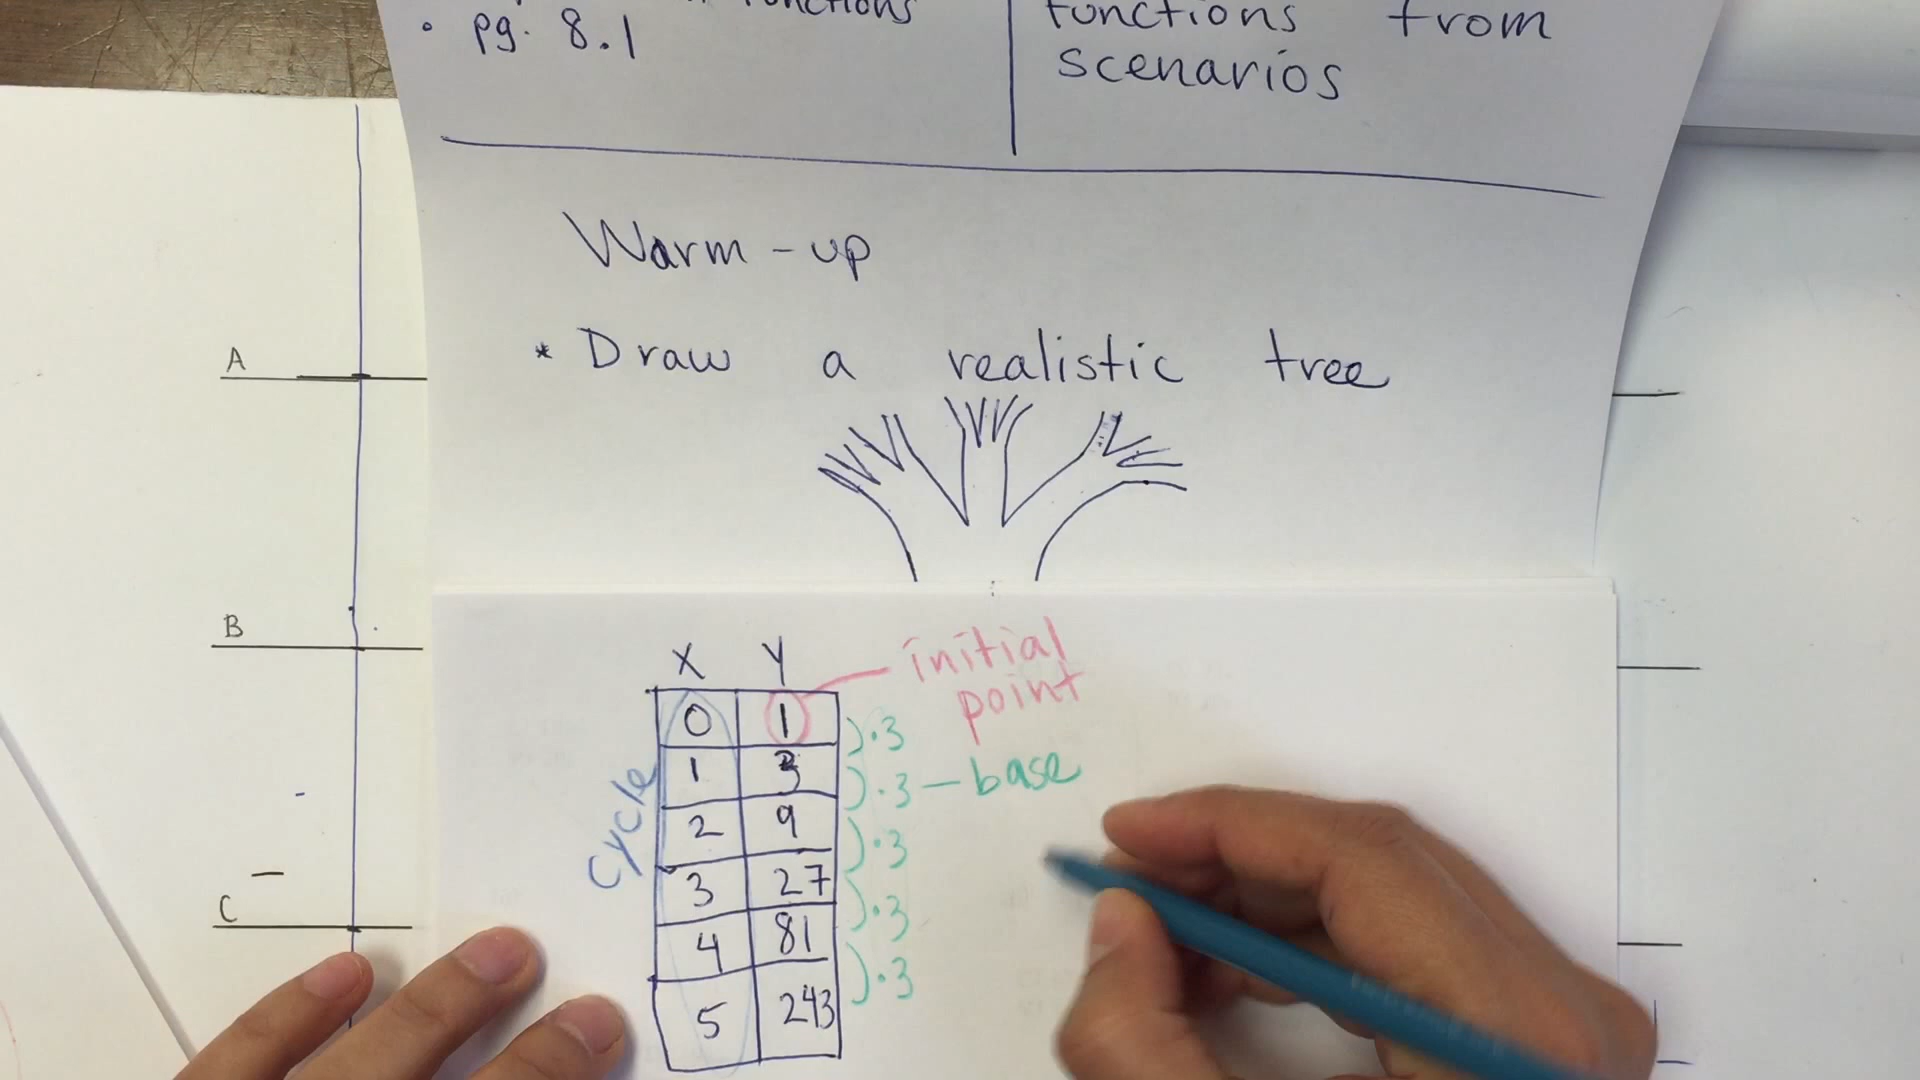 functions
• pg. 8.1
functions from
scenarios
Warm-up
* Draw a realistic tree
A
B
C
X Y
initial
point
cycle
0 1
1 3
2 9
3 27
4 81
5 243
·3
·3 — base
·3
·3
·3